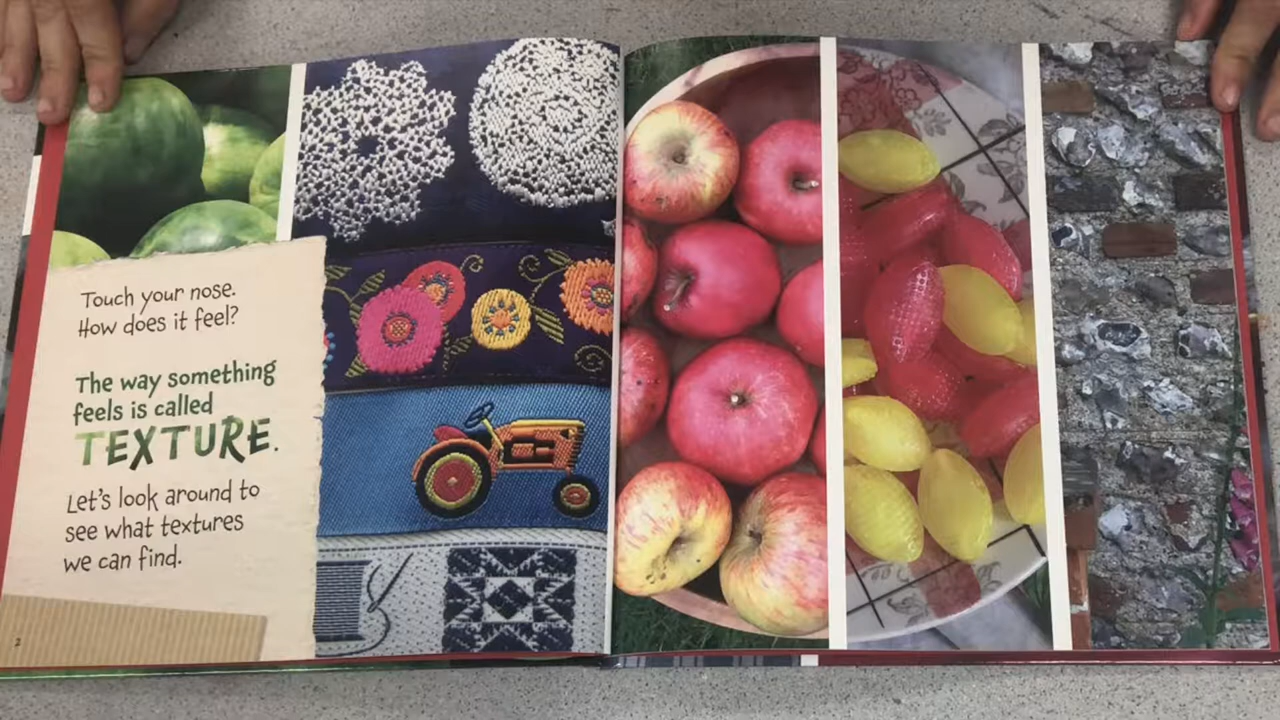 Touch your nose.
How does it feel?
The way something
feels is called
TEXTURE.
Let's look around to
see what textures
we can find.
2